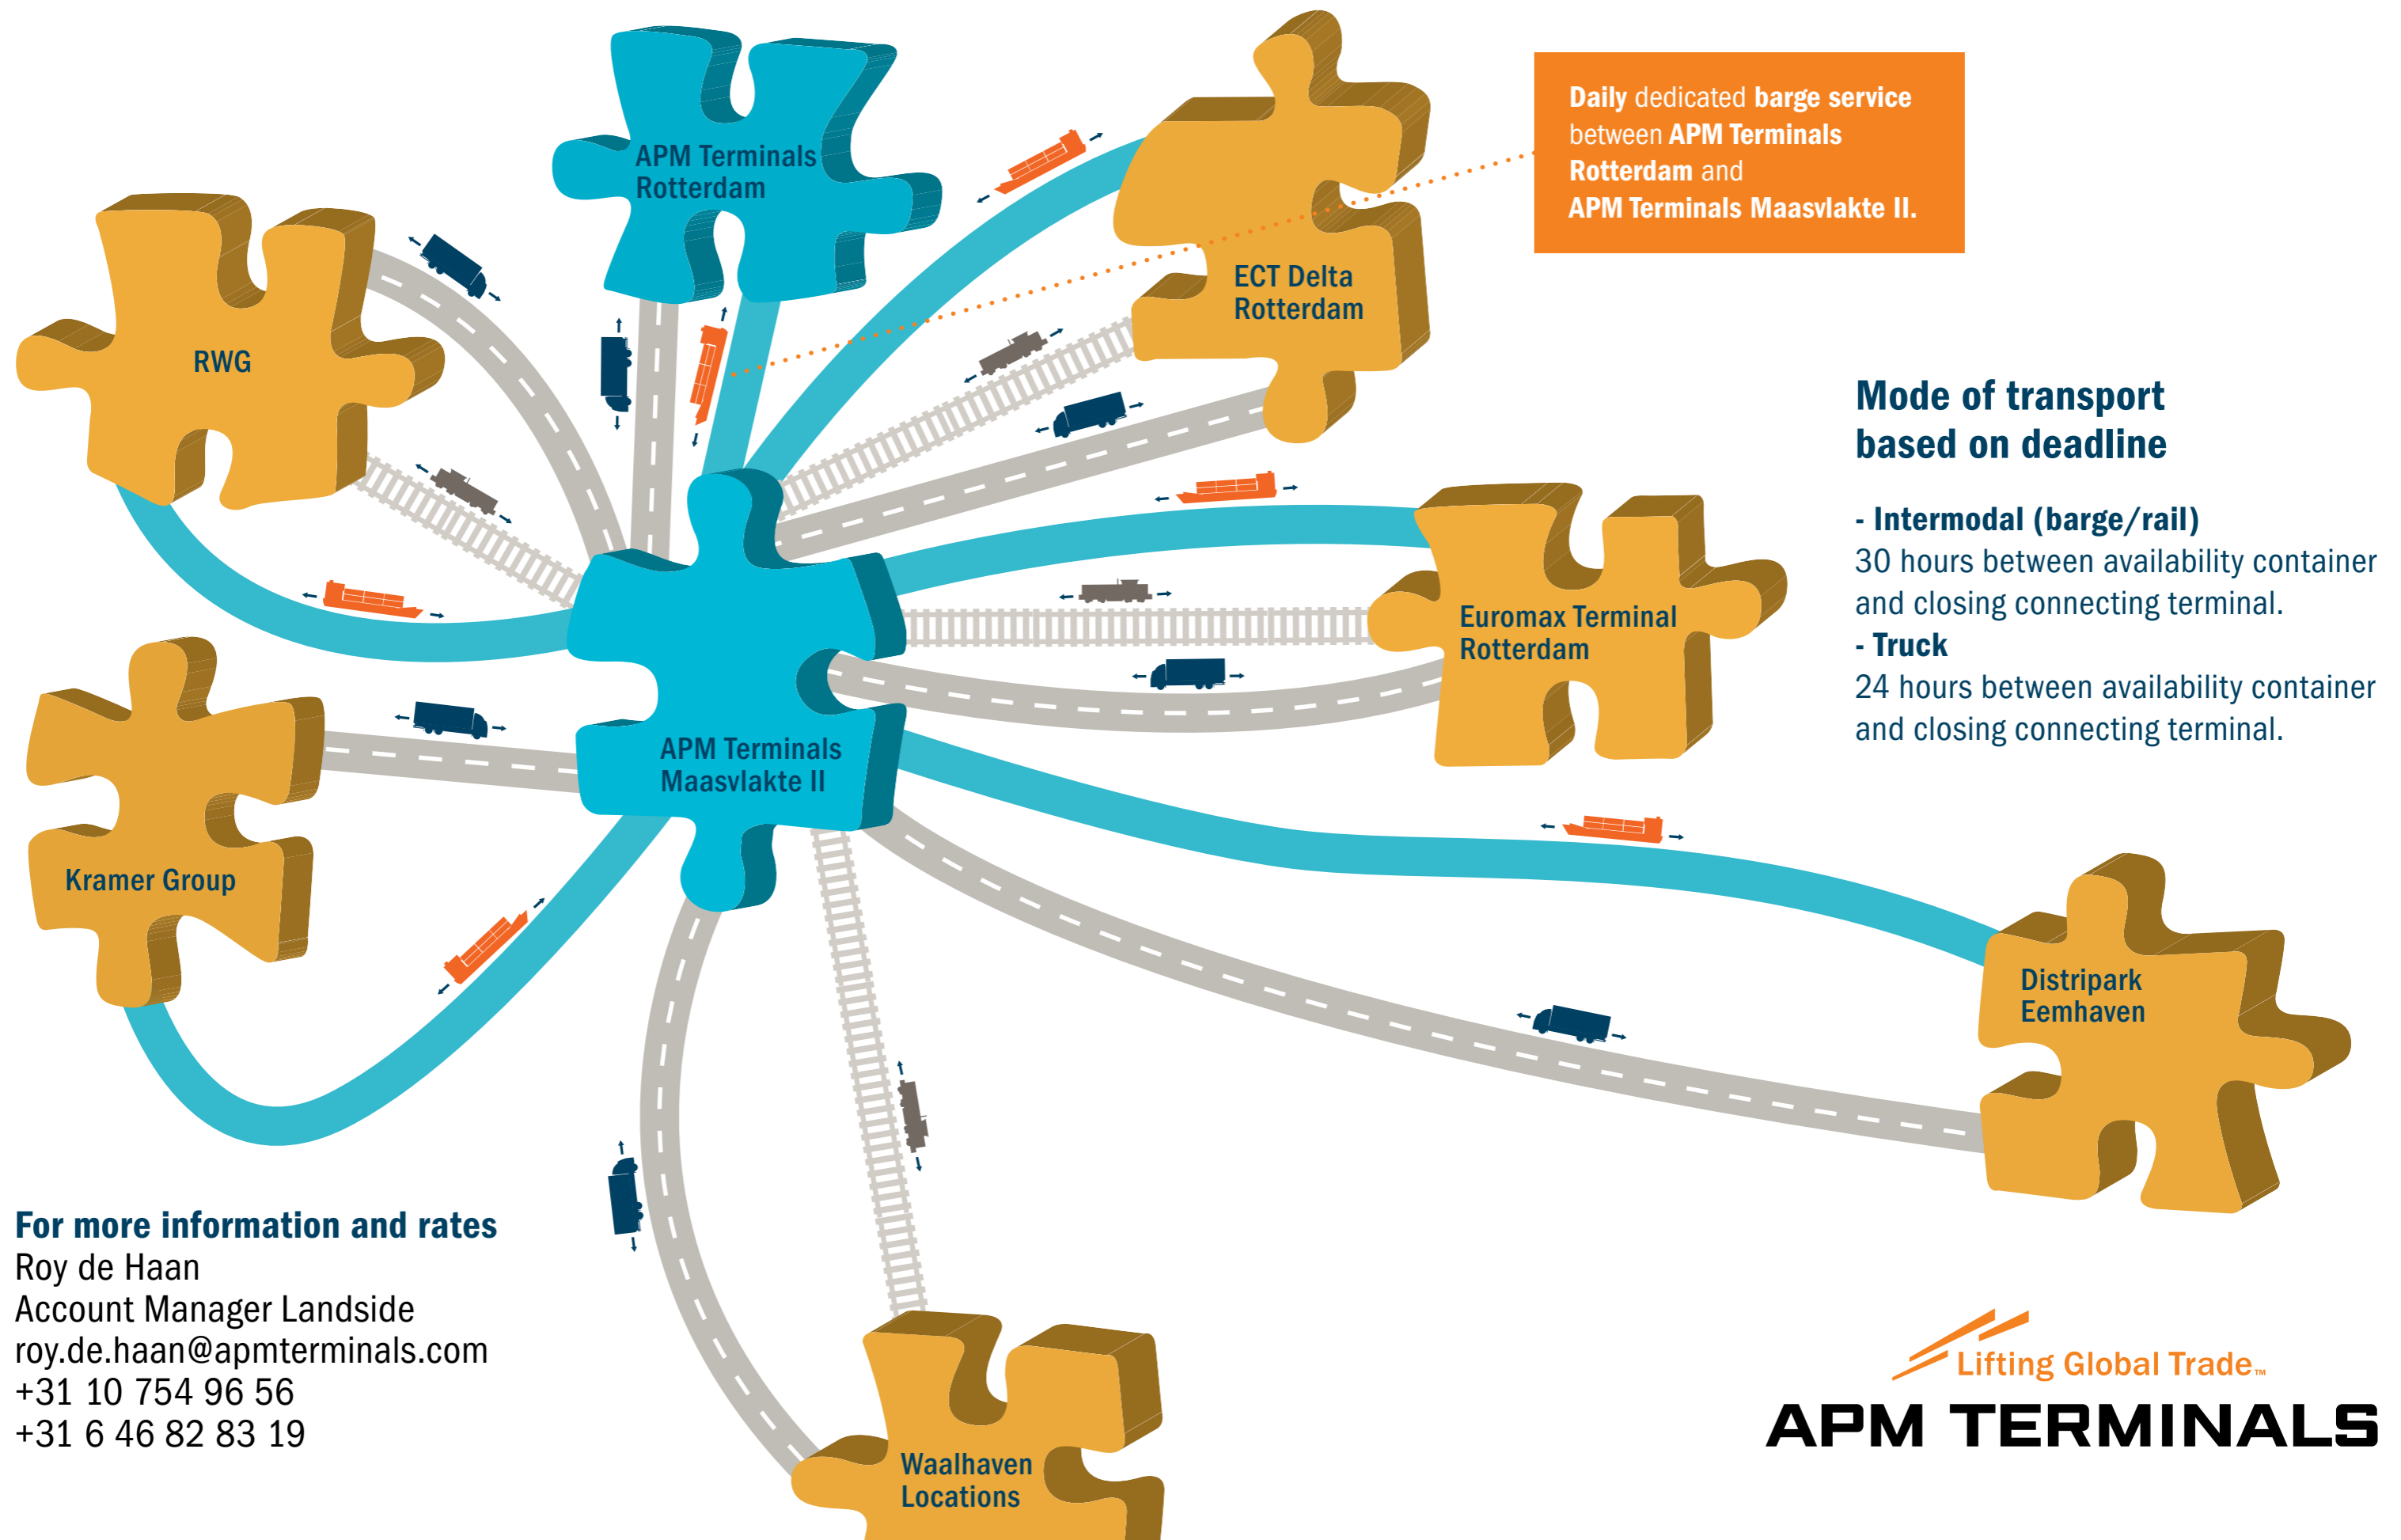 APM Terminals
Rotterdam
Daily dedicated barge service
between APM Terminals
Rotterdam and
APM Terminals Maasvlakte II.
ECT Delta
Rotterdam
RWG
Mode of transport
based on deadline
- Intermodal (barge/rail)
30 hours between availability container
and closing connecting terminal.
- Truck
24 hours between availability container
and closing connecting terminal.
Euromax Terminal
Rotterdam
APM Terminals
Maasvlakte II
Kramer Group
Distripark
Eemhaven
For more information and rates
Roy de Haan
Account Manager Landside
roy.de.haan@apmterminals.com
+31 10 754 96 56
+31 6 46 82 83 19
Waalhaven
Locations
Lifting Global Trade™
APM TERMINALS